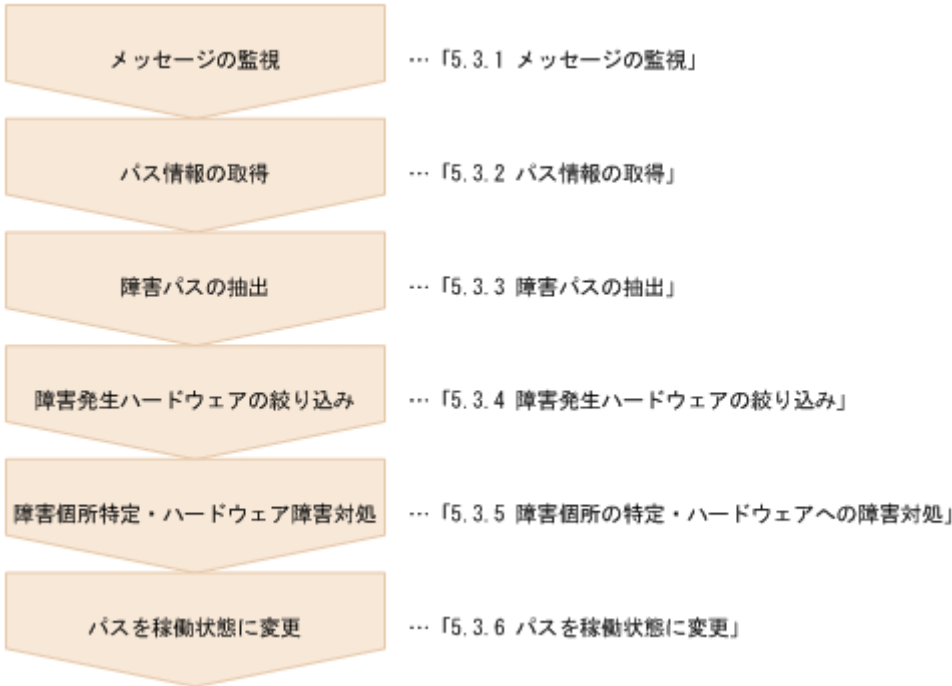 メッセージの監視 … 「5.3.1 メッセージの監視」
パス情報の取得 … 「5.3.2 パス情報の取得」
障害パスの抽出 … 「5.3.3 障害パスの抽出」
障害発生ハードウェアの絞り込み … 「5.3.4 障害発生ハードウェアの絞り込み」
障害個所特定・ハードウェア障害対処 … 「5.3.5 障害個所の特定・ハードウェアへの障害対処」
パスを稼働状態に変更 … 「5.3.6 パスを稼働状態に変更」